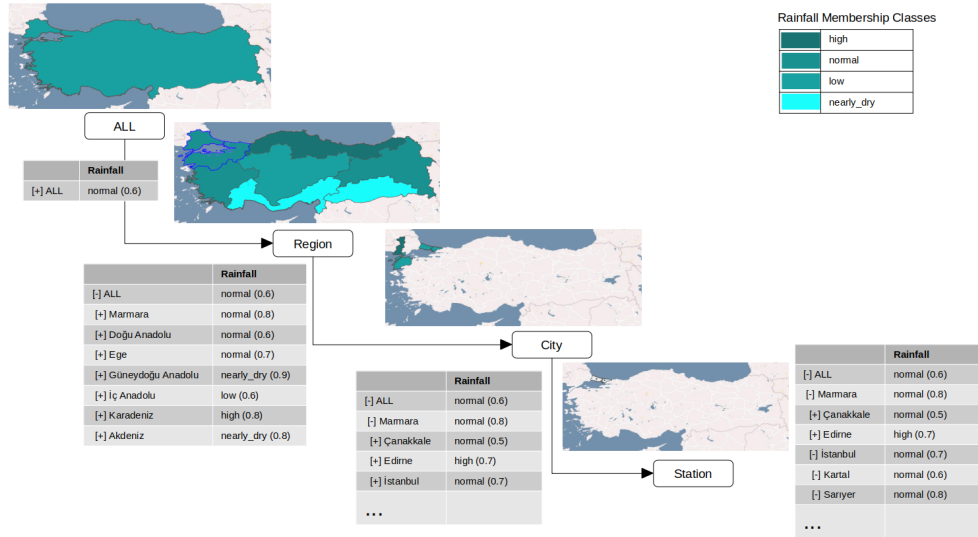 Rainfall Membership Classes
high
normal
low
nearly_dry
ALL
Rainfall
[+] ALL normal (0.6)
Region
Rainfall
[-] ALL normal (0.6)
[+] Marmara normal (0.8)
[+] Doğu Anadolu normal (0.6)
[+] Ege normal (0.7)
[+] Güneydoğu Anadolu nearly_dry (0.9)
[+] İç Anadolu low (0.6)
[+] Karadeniz high (0.8)
[+] Akdeniz nearly_dry (0.8)
City
Rainfall
[-] ALL normal (0.6)
[-] Marmara normal (0.8)
[+] Çanakkale normal (0.5)
[+] Edirne high (0.7)
[+] İstanbul normal (0.7)
...
Station
Rainfall
[-] ALL normal (0.6)
[-] Marmara normal (0.8)
[+] Çanakkale normal (0.5)
[+] Edirne high (0.7)
[-] İstanbul normal (0.7)
[-] Kartal normal (0.6)
[-] Sarıyer normal (0.8)
...